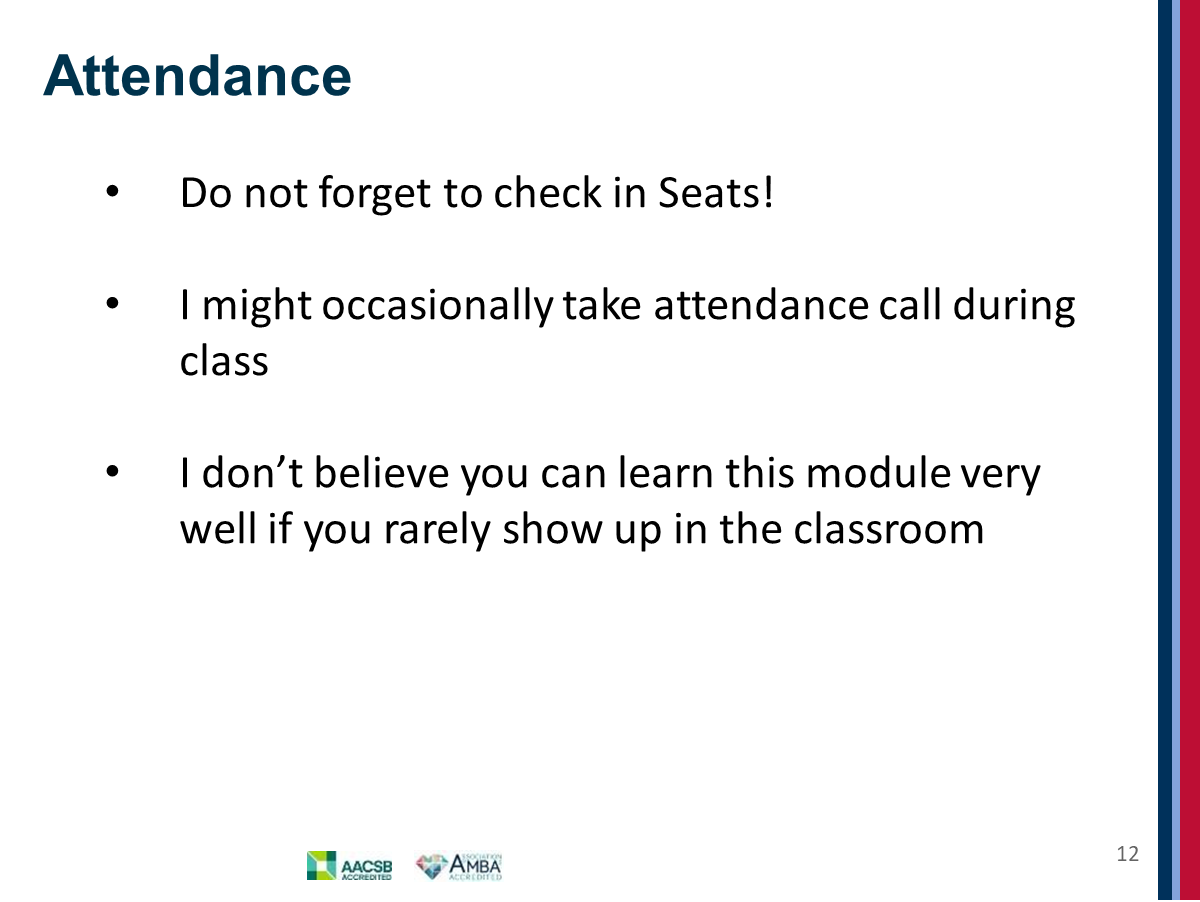 Attendance
• Do not forget to check in Seats!
• I might occasionally take attendance call during
class
• I don’t believe you can learn this module very
well if you rarely show up in the classroom
AACSB
ACCREDITED
ASSOCIATION
AMBA
ACCREDITED
12